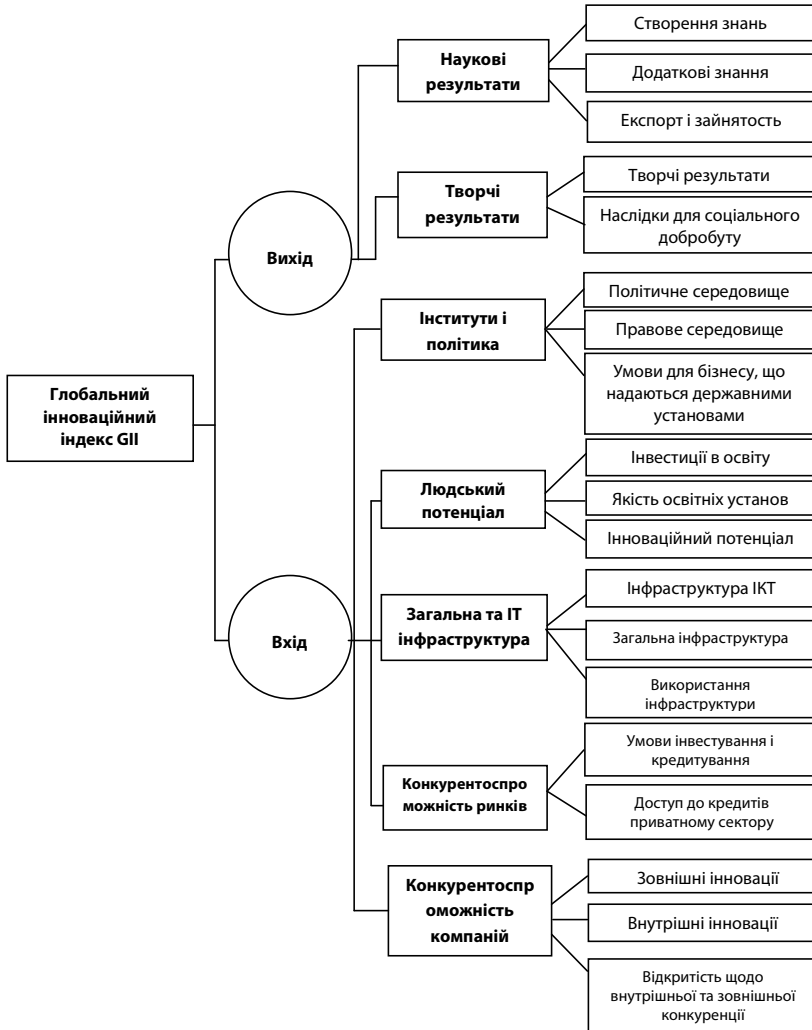 Створення знань
Наукові
результати
Додаткові знання
Експорт і зайнятость
Творчі
результати
Творчі результати
Наслідки для соціального
добробуту
Вихід
Інститути і
політика
Політичне середовище
Правове середовище
Умови для бізнесу, що
надаються державними
установами
Глобальний
інноваційний
індекс GII
Людський
потенціал
Інвестиції в освіту
Якість освітніх установ
Інноваційний потенціал
Вхід
Загальна та ІТ
інфраструктура
Інфраструктура ІКТ
Загальна інфраструктура
Використання
інфраструктури
Конкурентоспро
можність ринків
Умови інвестування і
кредитування
Доступ до кредитів
приватному сектору
Конкурентоспр
оможність
компаній
Зовнішні інновації
Внутрішні інновації
Відкритість щодо
внутрішньої та зовнішньої
конкуренції